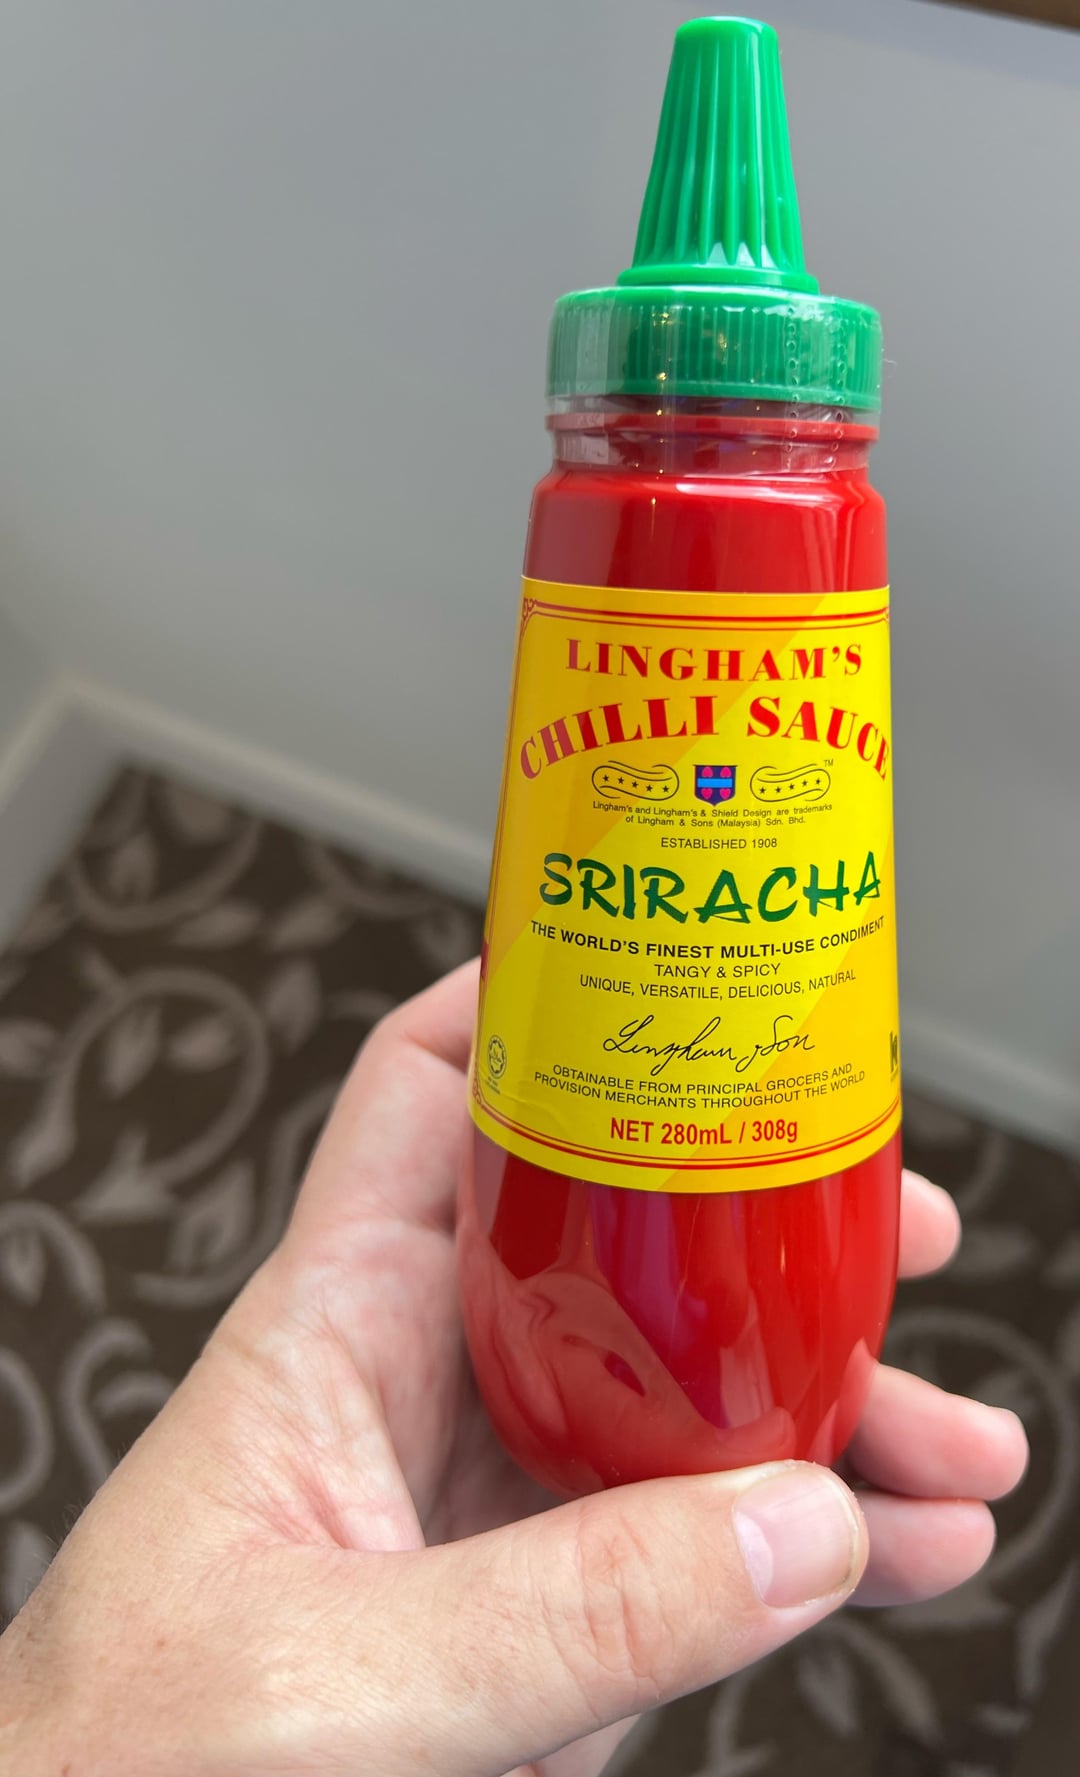 LINGHAM'S
CHILLI SAUCE
TM
Lingham's and Lingham's & Shield Design are trademarks
of Lingham & Sons (Malaysia) Sdn. Bhd.
ESTABLISHED 1908
SRIRACHA
THE WORLD'S FINEST MULTI-USE CONDIMENT
TANGY & SPICY
UNIQUE, VERSATILE, DELICIOUS, NATURAL
Lingham & Son
OBTAINABLE FROM PRINCIPAL GROCERS AND
PROVISION MERCHANTS THROUGHOUT THE WORLD
NET 280mL / 308g